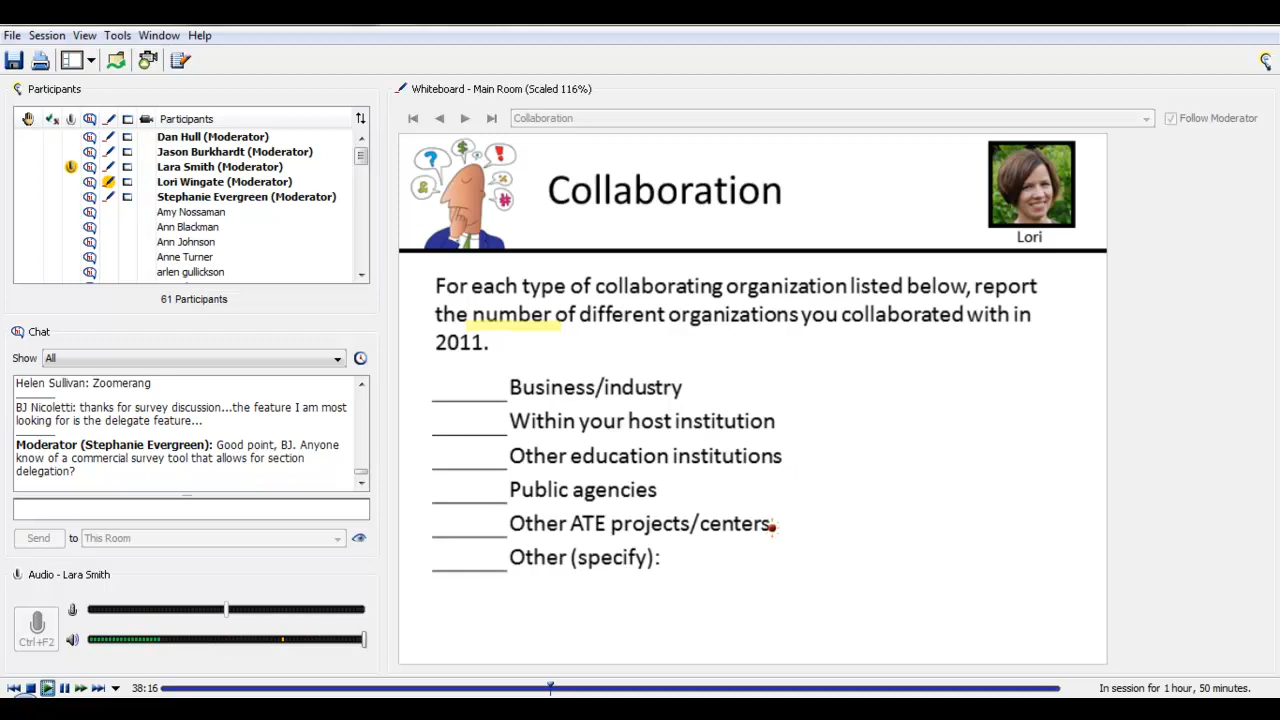 File Session View Tools Window Help
Participants
Participants
Dan Hull (Moderator)
Jason Burkhardt (Moderator)
Lara Smith (Moderator)
Lori Wingate (Moderator)
Stephanie Evergreen (Moderator)
Amy Nossaman
Ann Blackman
Ann Johnson
Anne Turner
arlen gullickson
61 Participants
Chat
Show All
Helen Sullivan: Zoomerang
BJ Nicoletti: thanks for survey discussion...the feature I am most
looking for is the delegate feature...
Moderator (Stephanie Evergreen): Good point, BJ. Anyone
know of a commercial survey tool that allows for section
delegation?
Send to This Room
Audio - Lara Smith
Ctrl+F2
Whiteboard - Main Room (Scaled 116%)
Collaboration Follow Moderator
? $ ! % & #
Collaboration
Lori
For each type of collaborating organization listed below, report
the number of different organizations you collaborated with in
2011.
______ Business/industry
______ Within your host institution
______ Other education institutions
______ Public agencies
______ Other ATE projects/centers
______ Other (specify):
38:16 In session for 1 hour, 50 minutes.